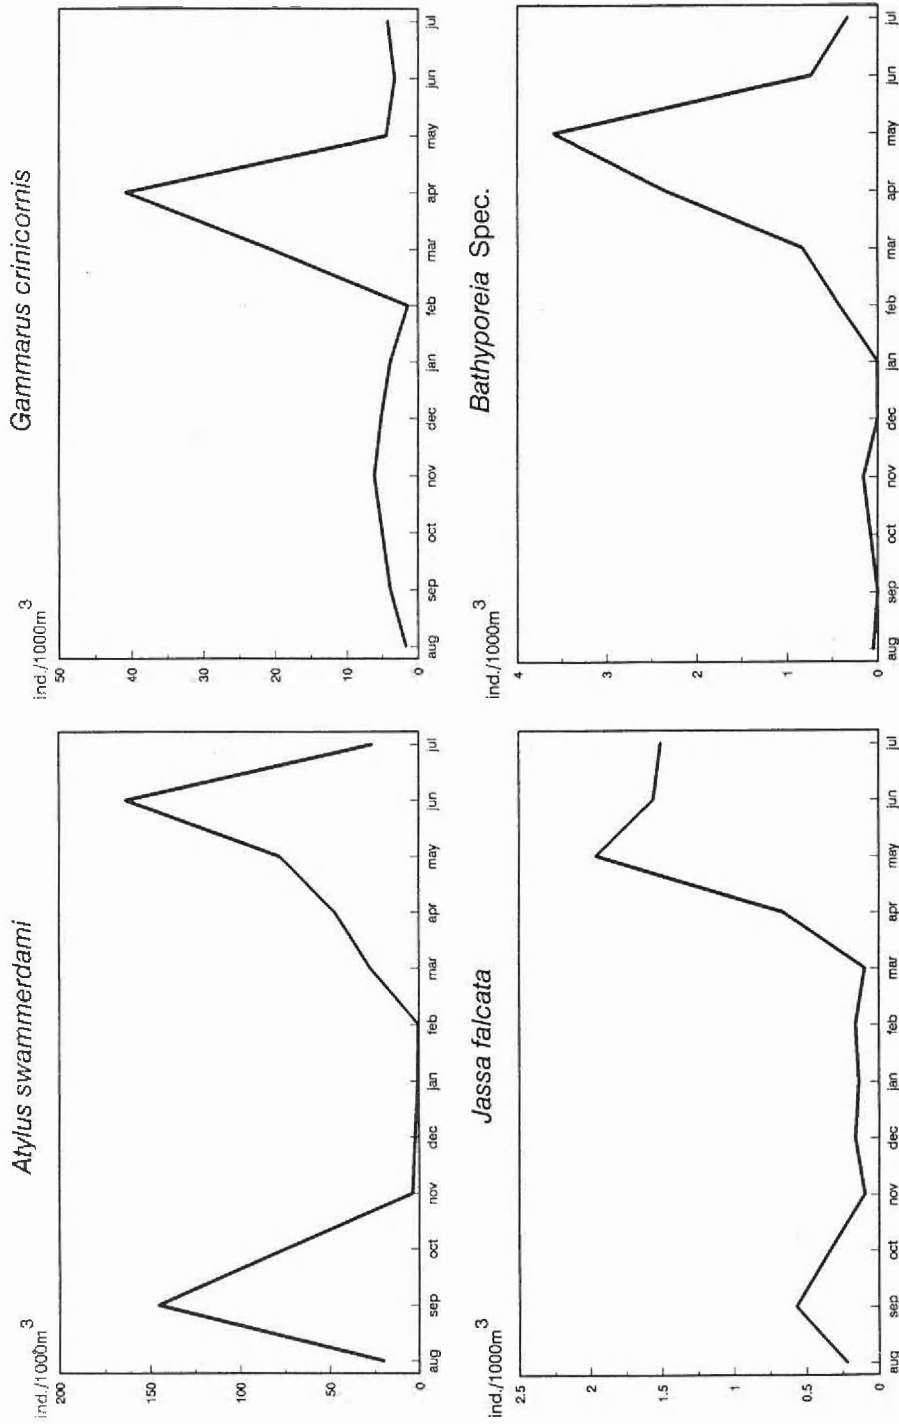 Atylus swammerdami
ind./1000m3
200
150
100
50
0
aug sep oct nov dec jan feb mar apr may jun jul
Gammarus crinicornis
ind./1000m3
50
40
30
20
10
0
aug sep oct nov dec jan feb mar apr may jun jul
Jassa falcata
ind./1000m3
2.5
2
1.5
1
0.5
0
aug sep oct nov dec jan feb mar apr may jun jul
Bathyporeia Spec.
ind./1000m3
4
3
2
1
0
aug sep oct nov dec jan feb mar apr may jun jul